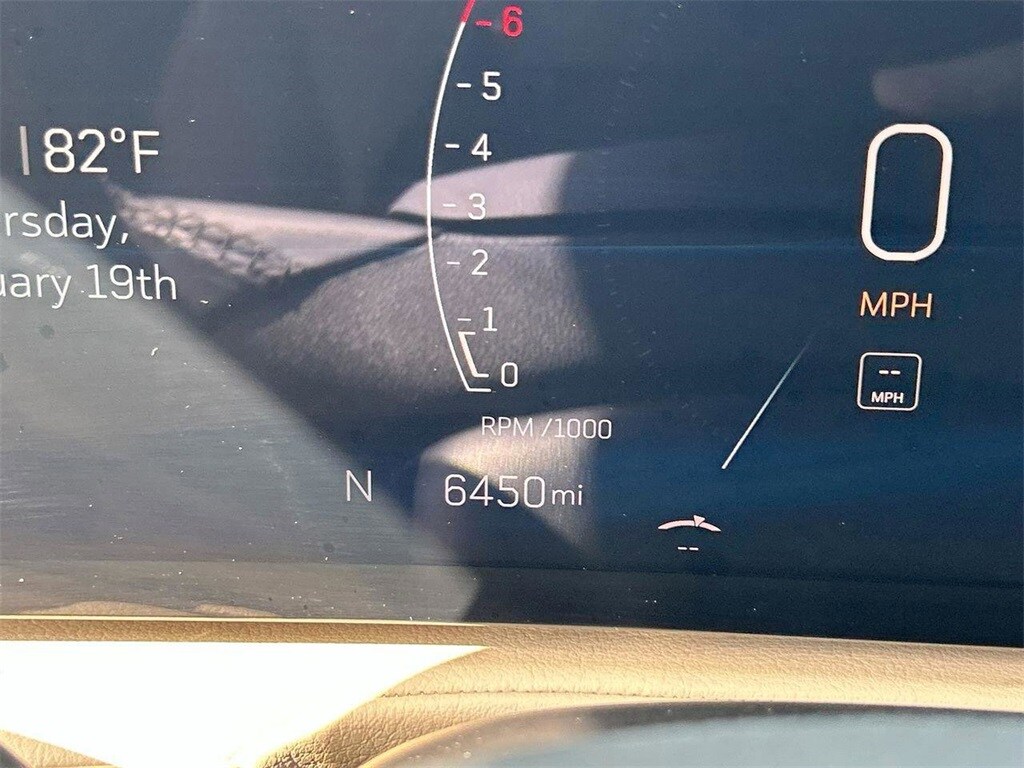 6
5
82°F
4
0
3
rsday,
2
uary 19th
MPH
1
0
--
MPH
RPM/1000
N 6450mi
--